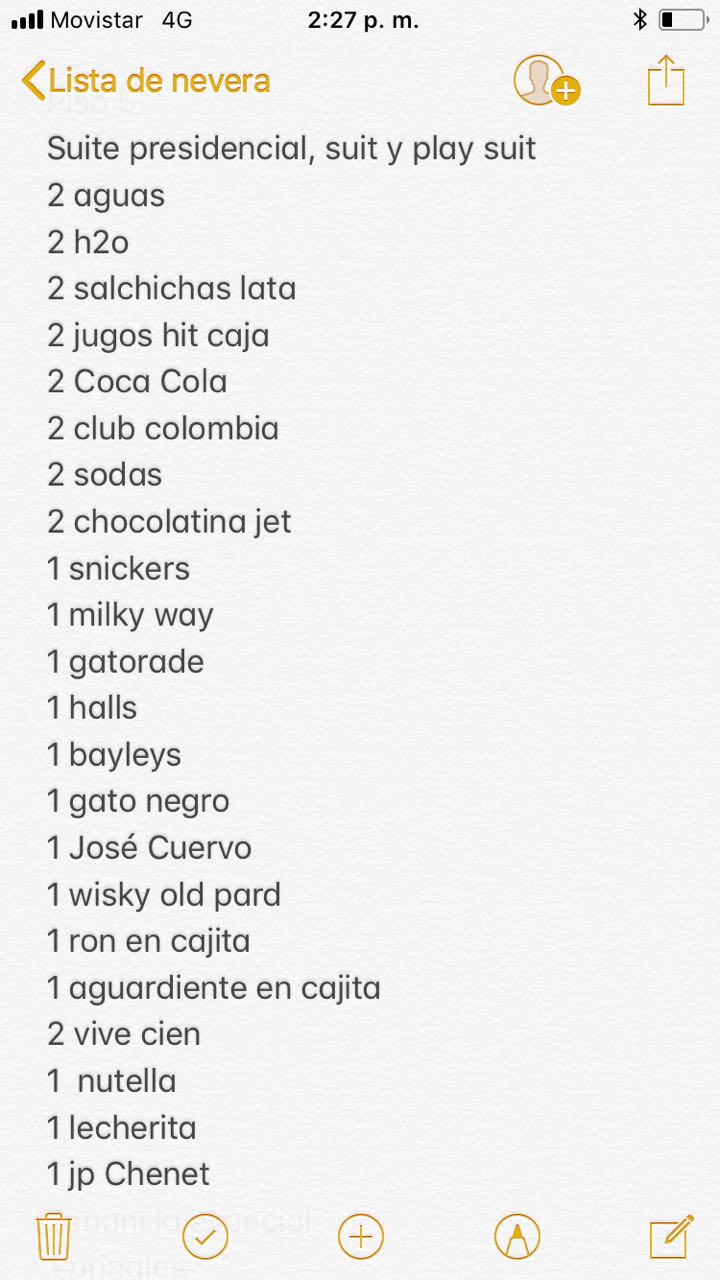 Movistar 4G 2:27 p. m.
Lista de nevera
Piso 5
Suite presidencial, suit y play suit
2 aguas
2 h2o
2 salchichas lata
2 jugos hit caja
2 Coca Cola
2 club colombia
2 sodas
2 chocolatina jet
1 snickers
1 milky way
1 gatorade
1 halls
1 bayleys
1 gato negro
1 José Cuervo
1 wisky old pard
1 ron en cajita
1 aguardiente en cajita
2 vive cien
1 nutella
1 lecherita
1 jp Chenet
maní la especial